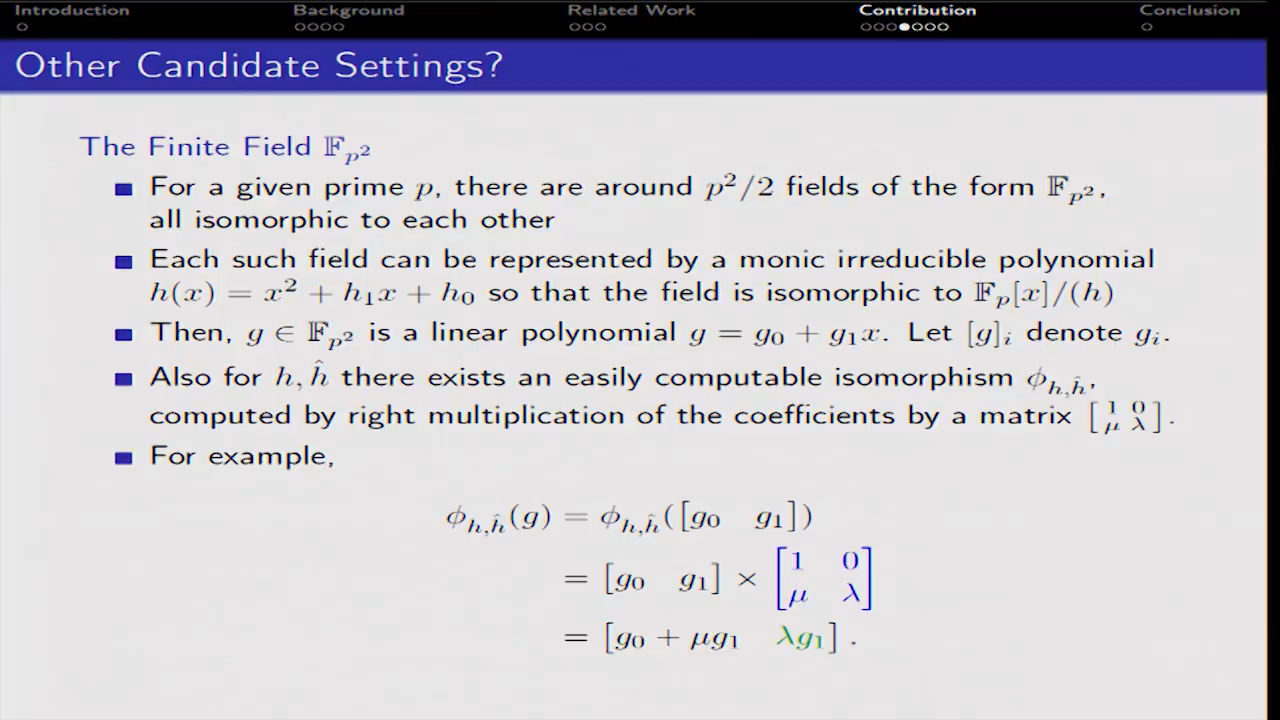 Introduction Background Related Work Contribution Conclusion
Other Candidate Settings?
The Finite Field 𝔽_{p²}
For a given prime p, there are around p²/2 fields of the form 𝔽_{p²},
all isomorphic to each other
Each such field can be represented by a monic irreducible polynomial
h(x) = x² + h₁x + h₀ so that the field is isomorphic to 𝔽_p[x]/(h)
Then, g ∈ 𝔽_{p²} is a linear polynomial g = g₀ + g₁x. Let [g]_i denote g_i.
Also for h, ĥ there exists an easily computable isomorphism ϕ_{h,ĥ},
computed by right multiplication of the coefficients by a matrix [1 0; μ λ].
For example,
ϕ_{h,ĥ}(g) = ϕ_{h,ĥ}([g₀ g₁])
= [g₀ g₁] × [1 0; μ λ]
= [g₀ + μg₁ λg₁] .